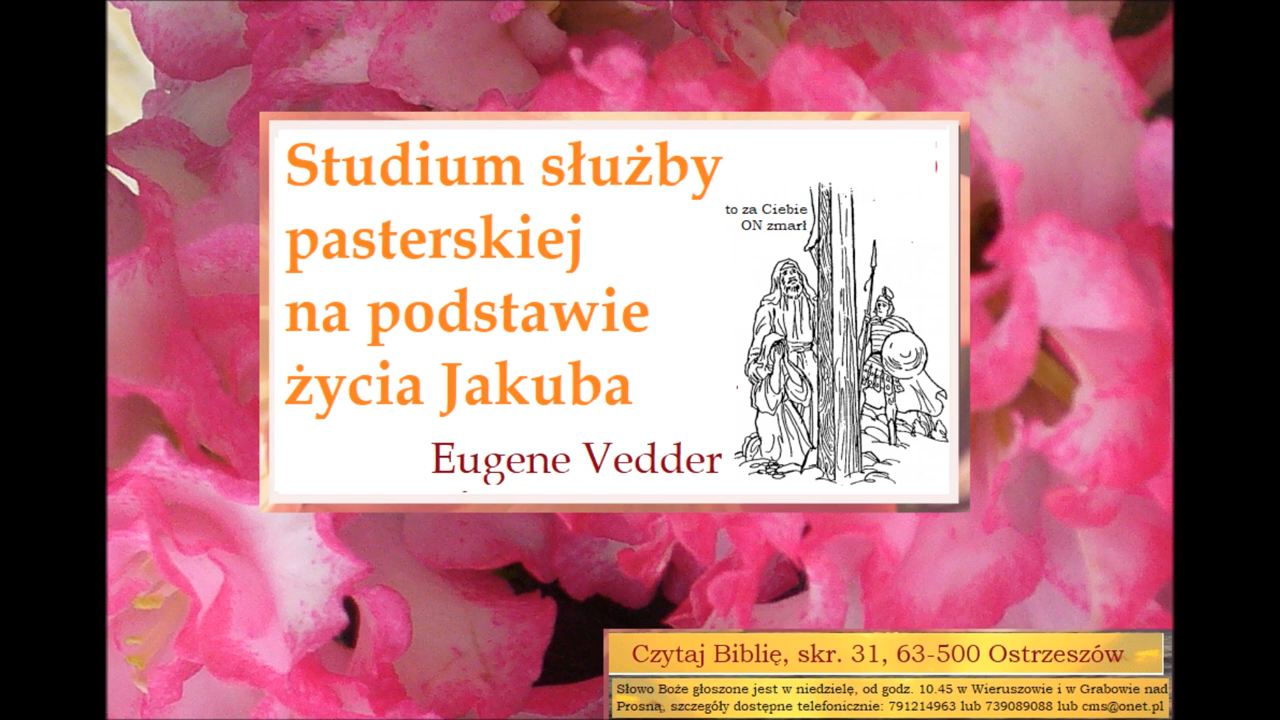 Studium służby
pasterskiej
na podstawie
życia Jakuba
to za Ciebie
ON zmarł
Eugene Vedder
Czytaj Biblię, skr. 31, 63-500 Ostrzeszów
Słowo Boże głoszone jest w niedzielę, od godz. 10.45 w Wieruszowie i w Grabowie nad
Prosną, szczegóły dostępne telefonicznie: 791214963 lub 739089088 lub cms@onet.pl